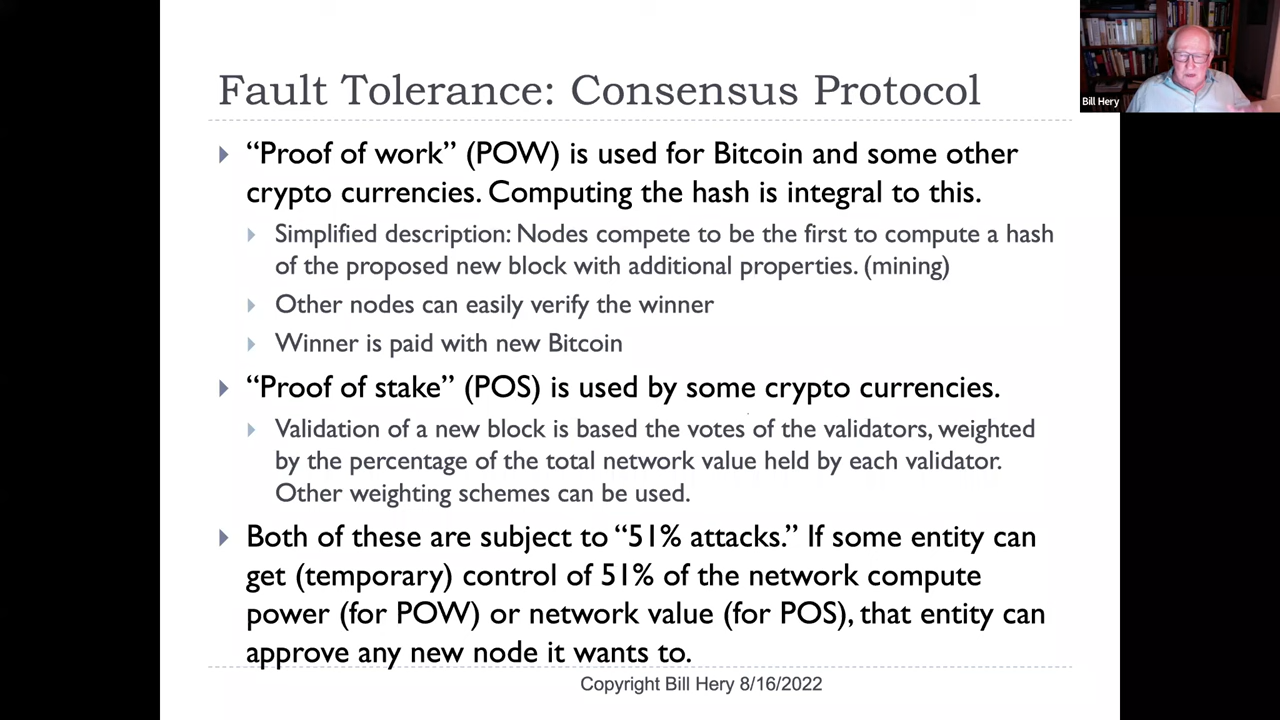 Fault Tolerance: Consensus Protocol
“Proof of work” (POW) is used for Bitcoin and some other
crypto currencies. Computing the hash is integral to this.
Simplified description: Nodes compete to be the first to compute a hash
of the proposed new block with additional properties. (mining)
Other nodes can easily verify the winner
Winner is paid with new Bitcoin
“Proof of stake” (POS) is used by some crypto currencies.
Validation of a new block is based the votes of the validators, weighted
by the percentage of the total network value held by each validator.
Other weighting schemes can be used.
Both of these are subject to “51% attacks.” If some entity can
get (temporary) control of 51% of the network compute
power (for POW) or network value (for POS), that entity can
approve any new node it wants to.
Copyright Bill Hery 8/16/2022
Bill Hery